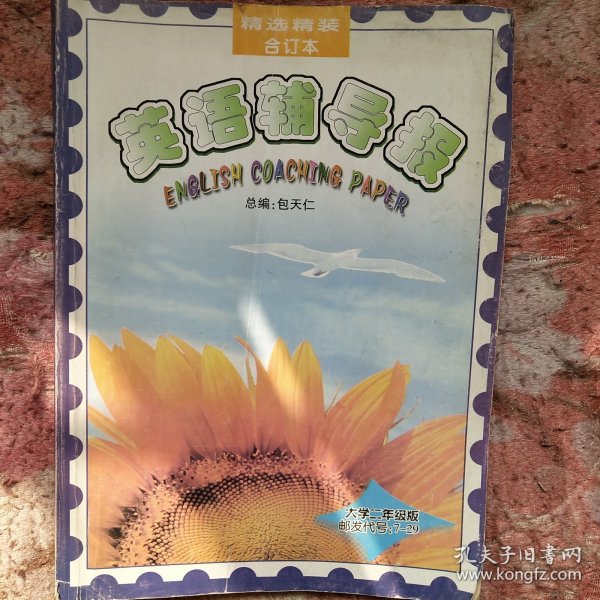 精选精装
合订本
英语辅导报
ENGLISH COACHING PAPER
总编:包天仁
大学二年级版
邮发代号:7-29
孔夫子旧书网
www.kongfz.com